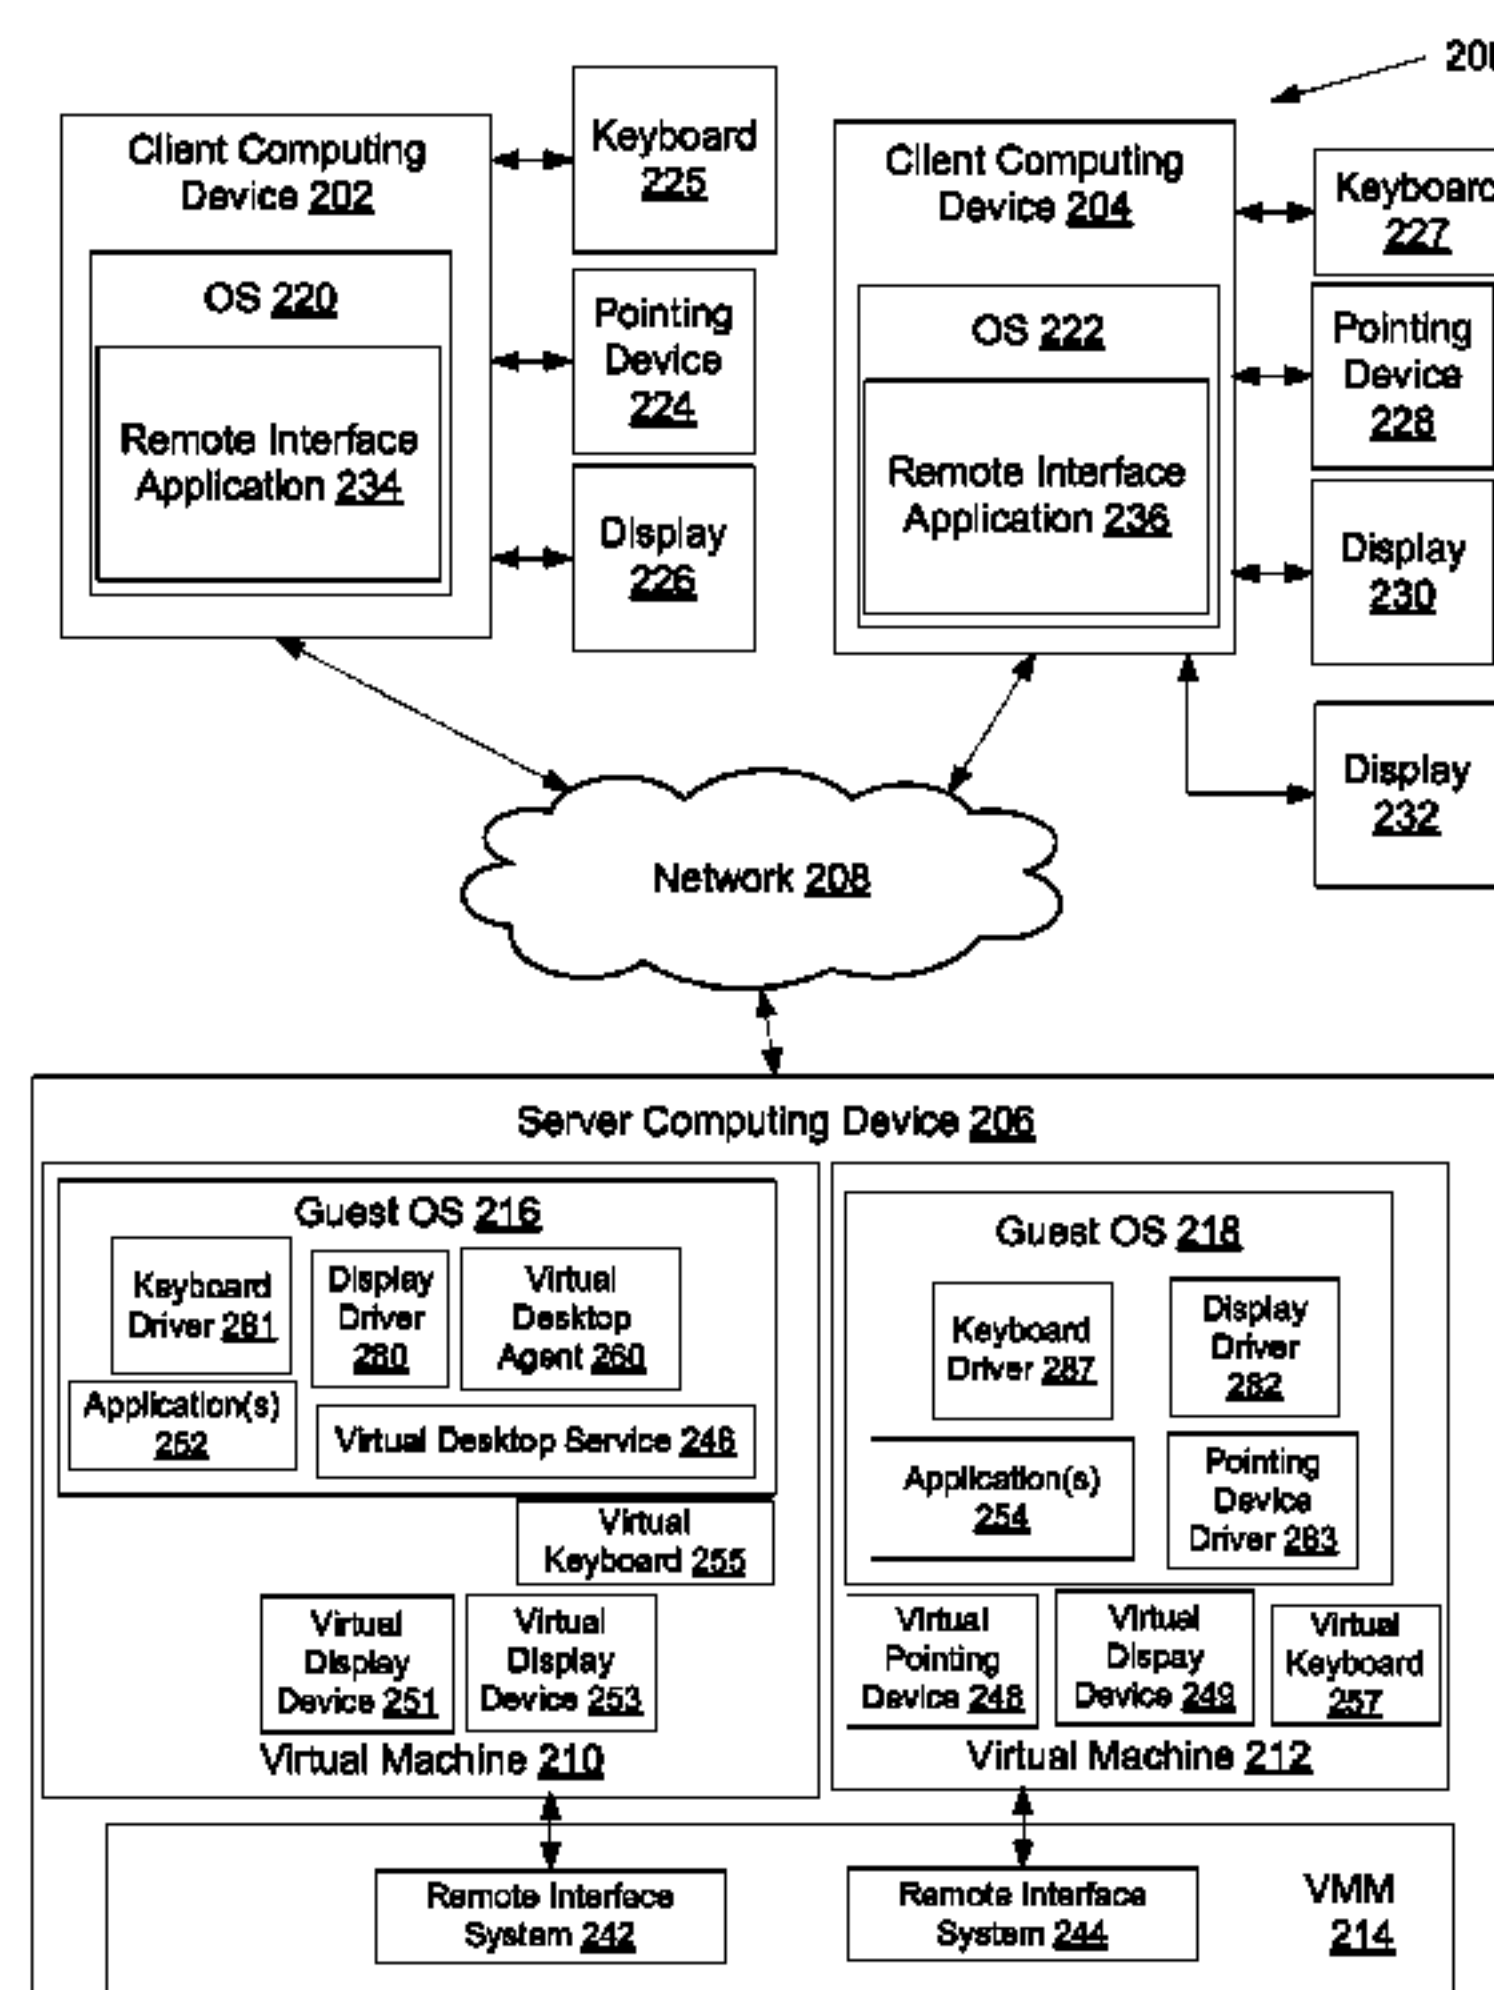 Client Computing
Device 202
OS 220
Remote Interface
Application 234
Keyboard
225
Pointing
Device
224
Display
226
Client Computing
Device 204
OS 222
Remote Interface
Application 236
Keyboard
227
Pointing
Device
228
Display
230
Display
232
Network 208
Server Computing Device 206
Guest OS 216
Keyboard
Driver 281
Display
Driver
280
Virtual
Desktop
Agent 260
Application(s)
252
Virtual Desktop Service 246
Virtual
Keyboard 255
Virtual
Display
Device 251
Virtual
Display
Device 253
Virtual Machine 210
Guest OS 218
Keyboard
Driver 287
Display
Driver
282
Application(s)
254
Pointing
Device
Driver 283
Virtual
Pointing
Device 248
Virtual
Dispay
Device 249
Virtual
Keyboard
257
Virtual Machine 212
Remote Interface
System 242
Remote Interface
System 244
VMM
214